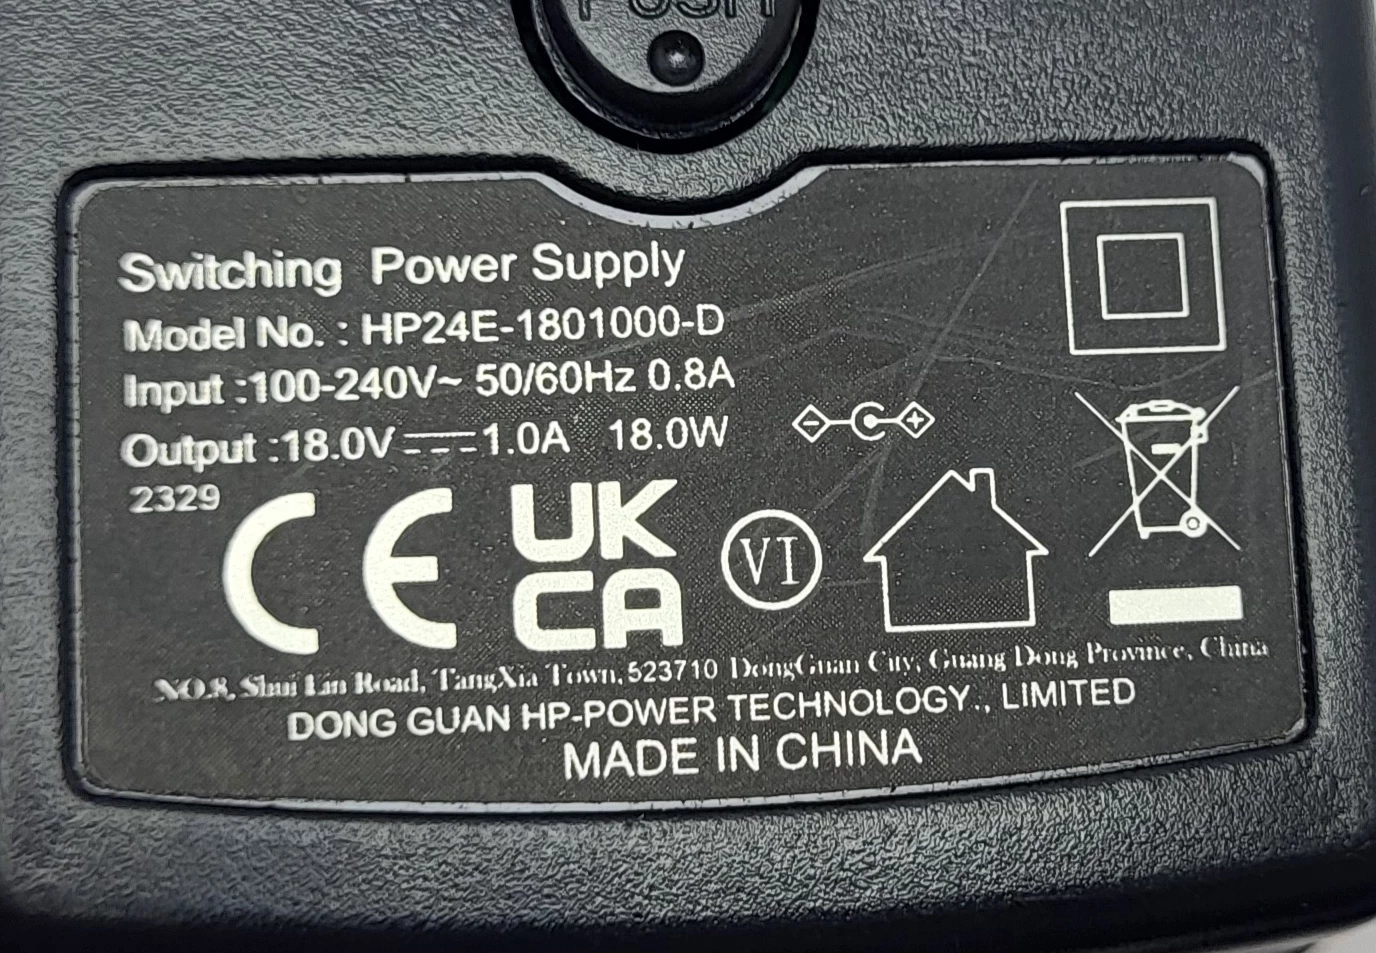 PUSH
Switching Power Supply
Model No. : HP24E-1801000-D
Input :100-240V~ 50/60Hz 0.8A
Output :18.0V⎓1.0A 18.0W
2329
CE
UK
CA
VI
NO.8, Shui Lin Road, TangXia Town, 523710 DongGuan City, Guang Dong Province, China
DONG GUAN HP-POWER TECHNOLOGY., LIMITED
MADE IN CHINA